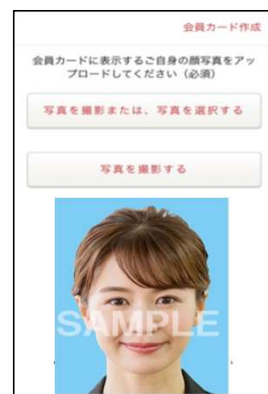 会員カード作成
会員カードに表示するご自身の顔写真をアッ
プロードしてください（必須）
写真を撮影または、写真を選択する
写真を撮影する
SAMPLE